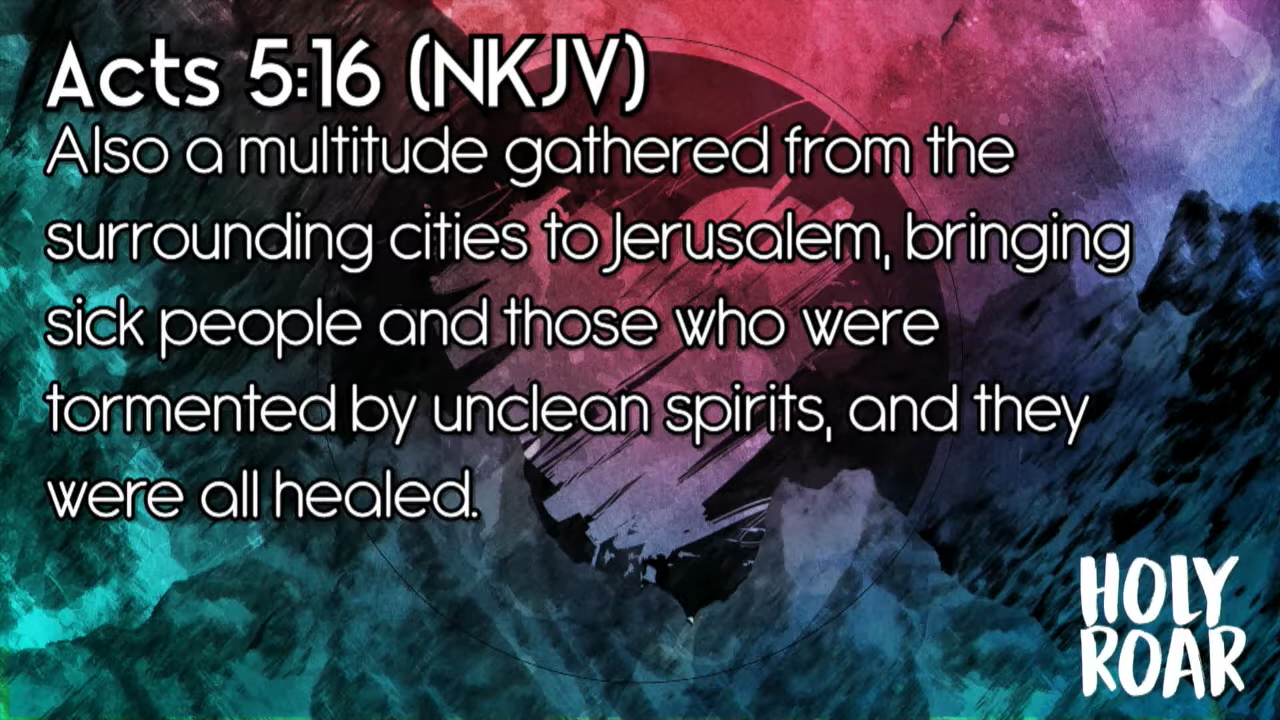 Acts 5:16 (NKJV)
Also a multitude gathered from the
surrounding cities to Jerusalem, bringing
sick people and those who were
tormented by unclean spirits, and they
were all healed.
HOLY
ROAR